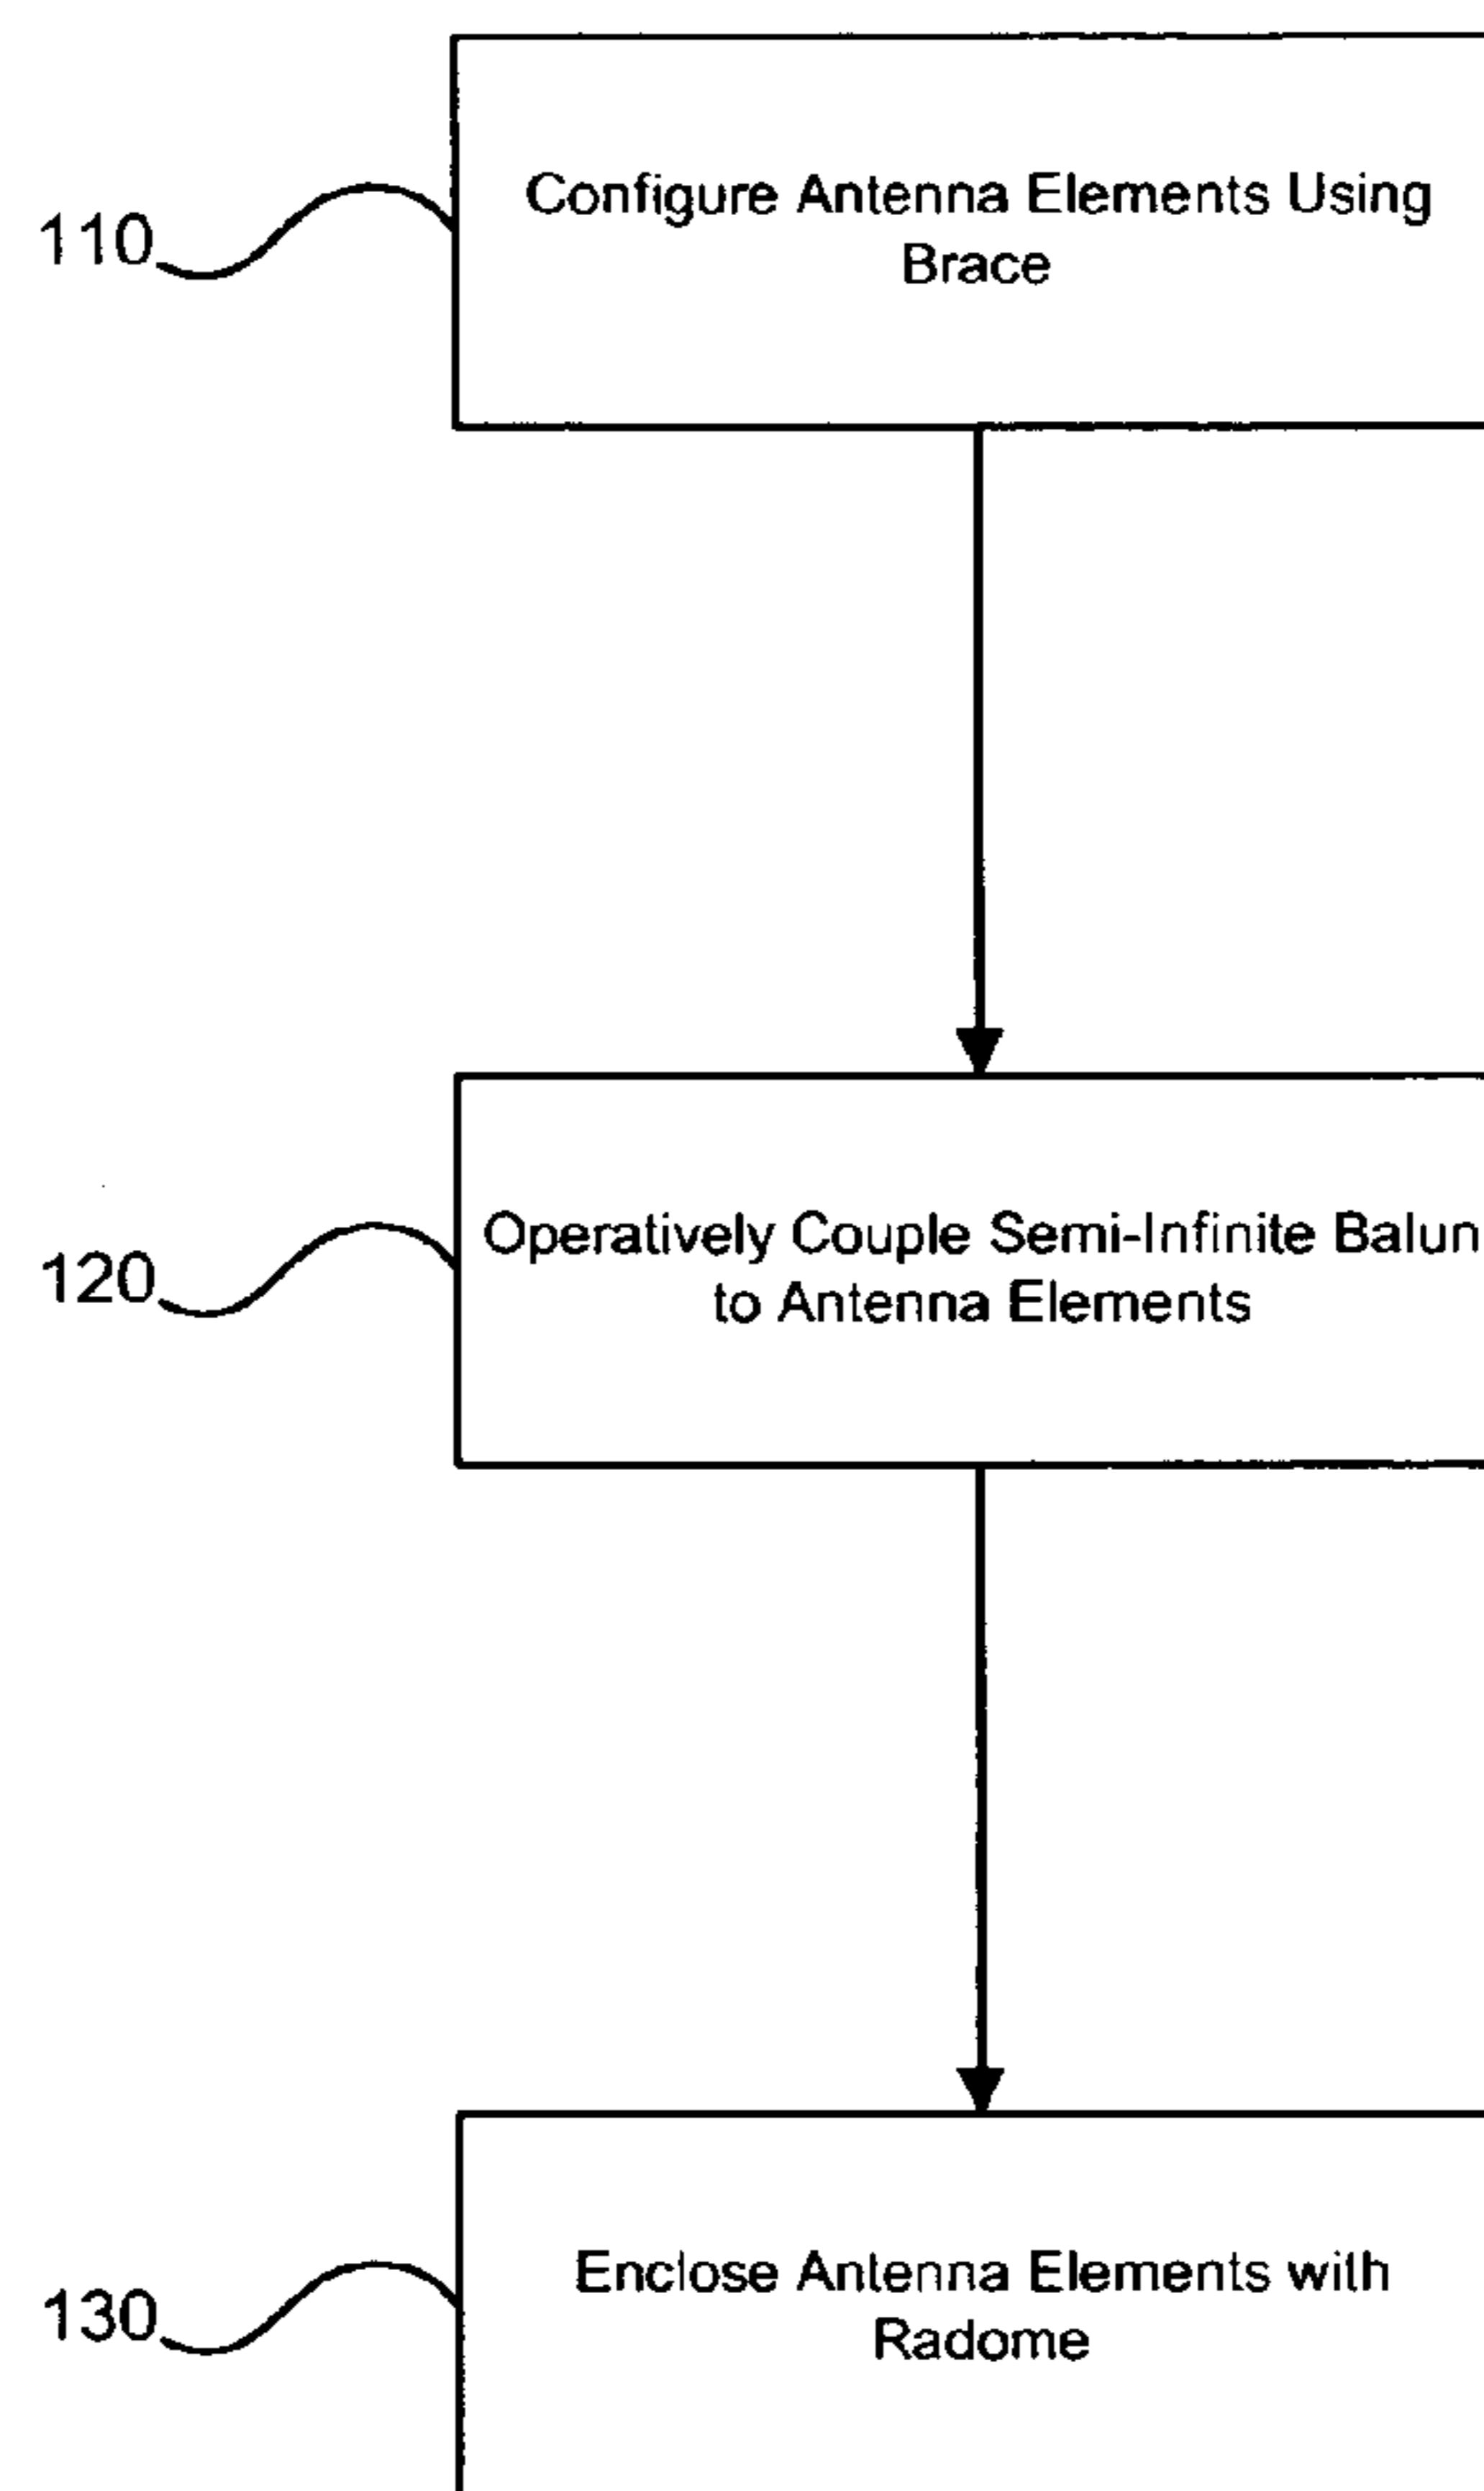 110
Configure Antenna Elements Using
Brace
120
Operatively Couple Semi-Infinite Balun
to Antenna Elements
130
Enclose Antenna Elements with
Radome